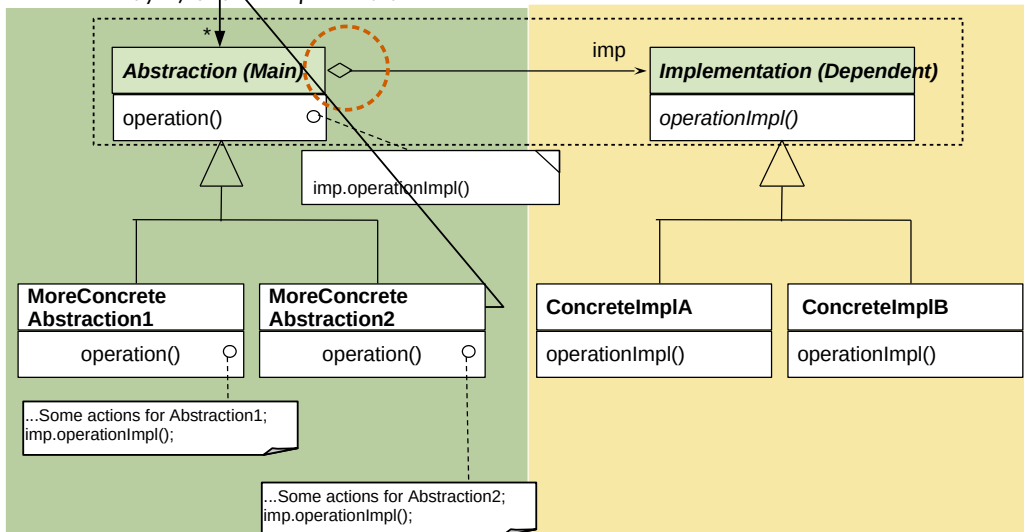 *
imp
Abstraction (Main)
Implementation (Dependent)
operation()
operationImpl()
imp.operationImpl()
MoreConcrete
Abstraction1
MoreConcrete
Abstraction2
ConcreteImplA
ConcreteImplB
operation()
operation()
operationImpl()
operationImpl()
...Some actions for Abstraction1;
imp.operationImpl();
...Some actions for Abstraction2;
imp.operationImpl();